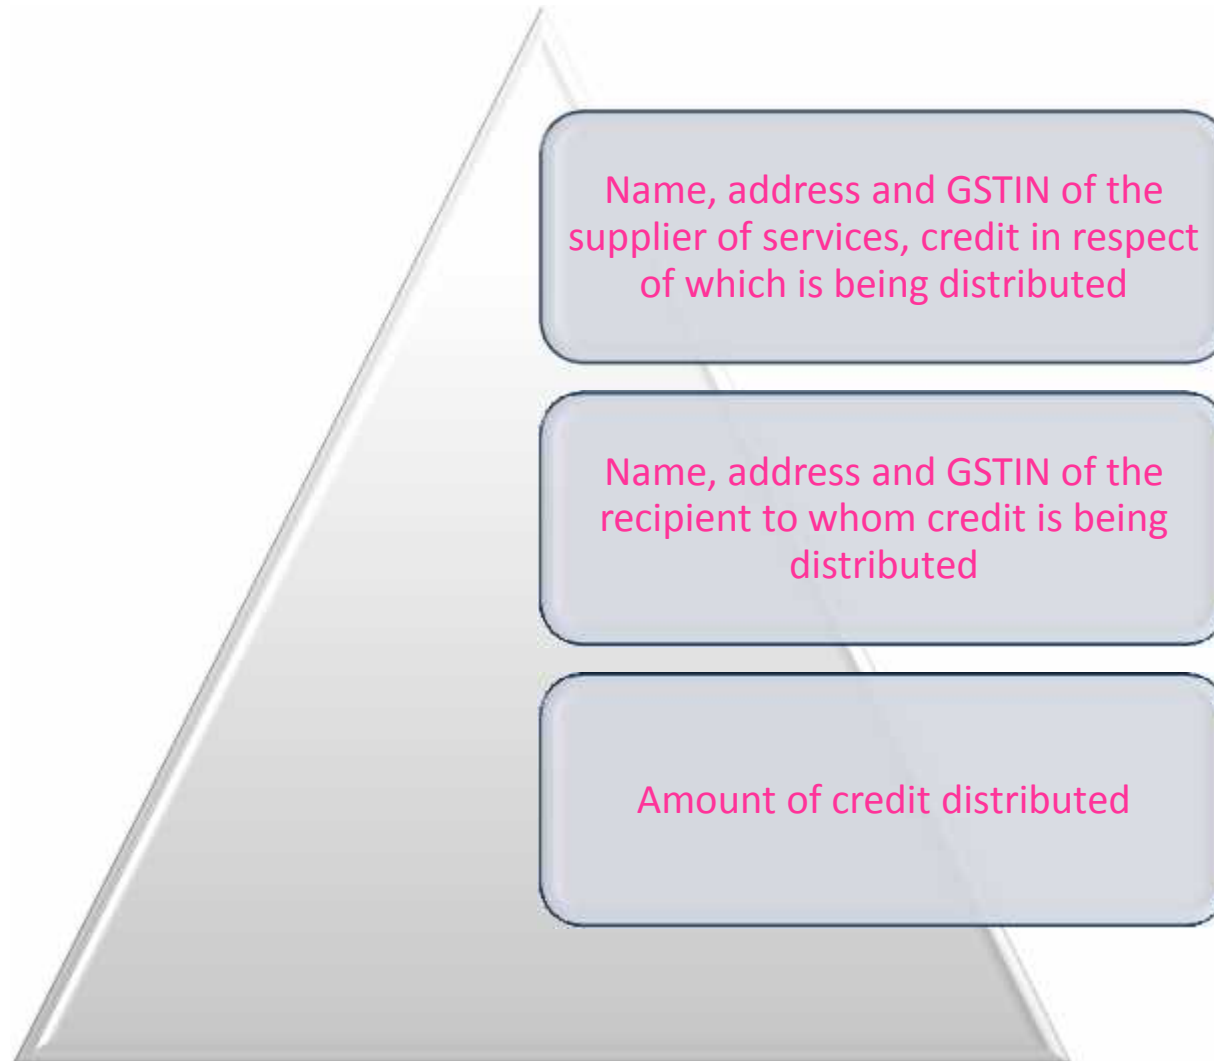 Name, address and GSTIN of the
supplier of services, credit in respect
of which is being distributed
Name, address and GSTIN of the
recipient to whom credit is being
distributed
Amount of credit distributed